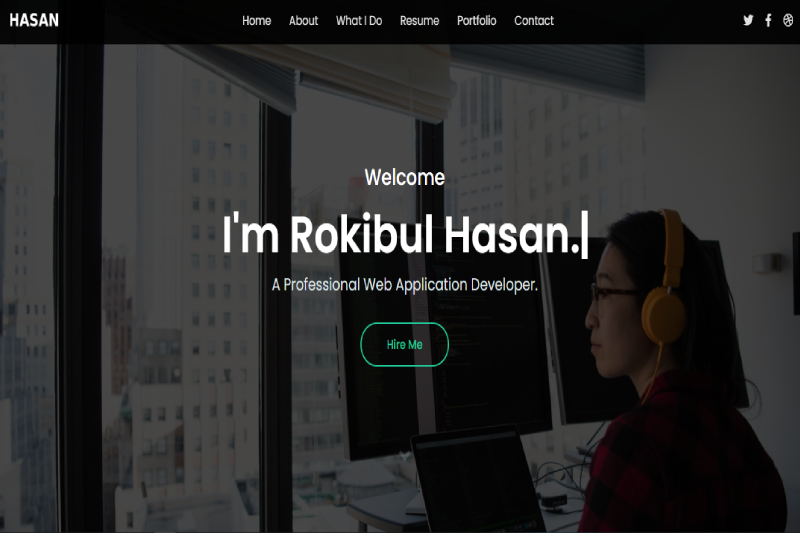 HASAN
Home About What I Do Resume Portfolio Contact
Welcome
I'm Rokibul Hasan.|
A Professional Web Application Developer.
Hire Me